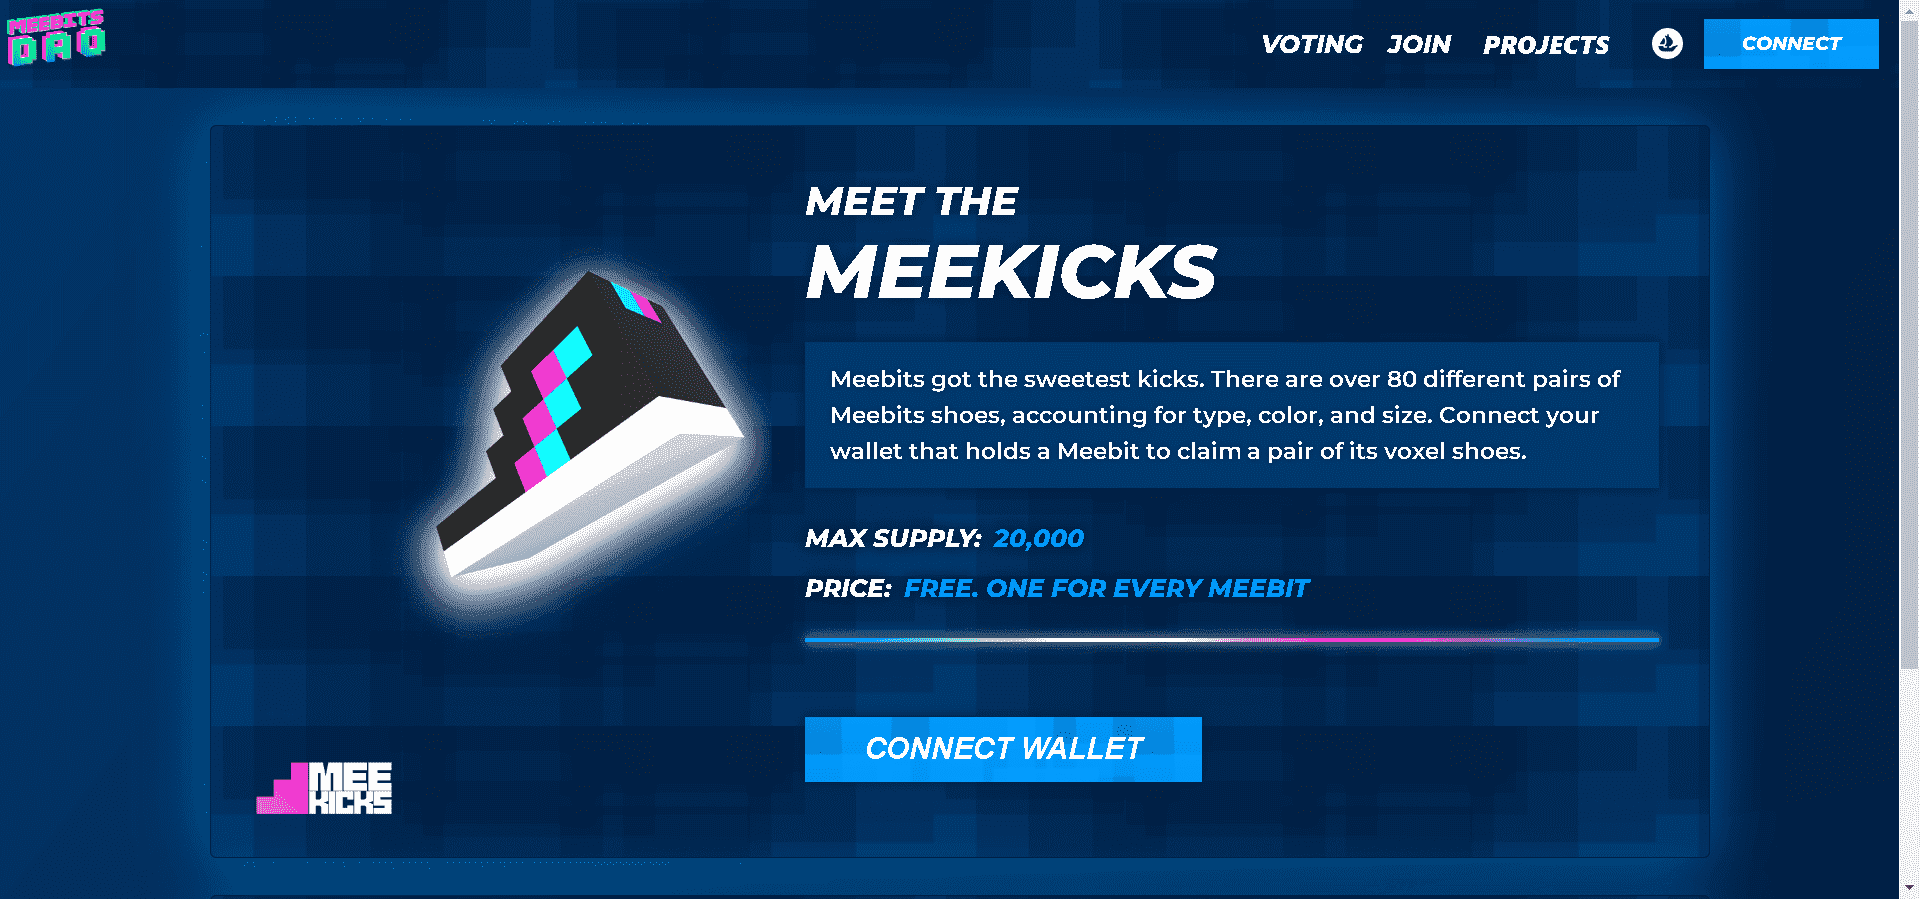 MEEBITS
DAO
VOTING JOIN PROJECTS CONNECT
MEET THE
MEEKICKS
Meebits got the sweetest kicks. There are over 80 different pairs of
Meebits shoes, accounting for type, color, and size. Connect your
wallet that holds a Meebit to claim a pair of its voxel shoes.
MAX SUPPLY: 20,000
PRICE: FREE. ONE FOR EVERY MEEBIT
CONNECT WALLET
MEE
KICKS